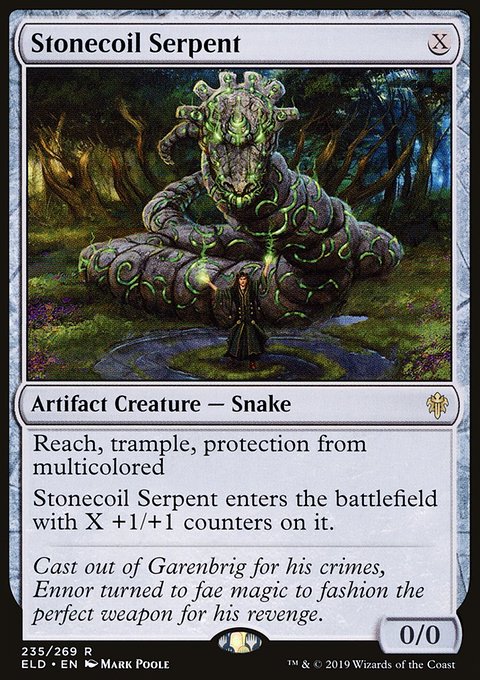 Stonecoil Serpent X
Artifact Creature — Snake
Reach, trample, protection from
multicolored
Stonecoil Serpent enters the battlefield
with X +1/+1 counters on it.
Cast out of Garenbrig for his crimes,
Ennor turned to fae magic to fashion the
perfect weapon for his revenge.
0/0
235/269 R
ELD • EN Mark Poole
™ & © 2019 Wizards of the Coast